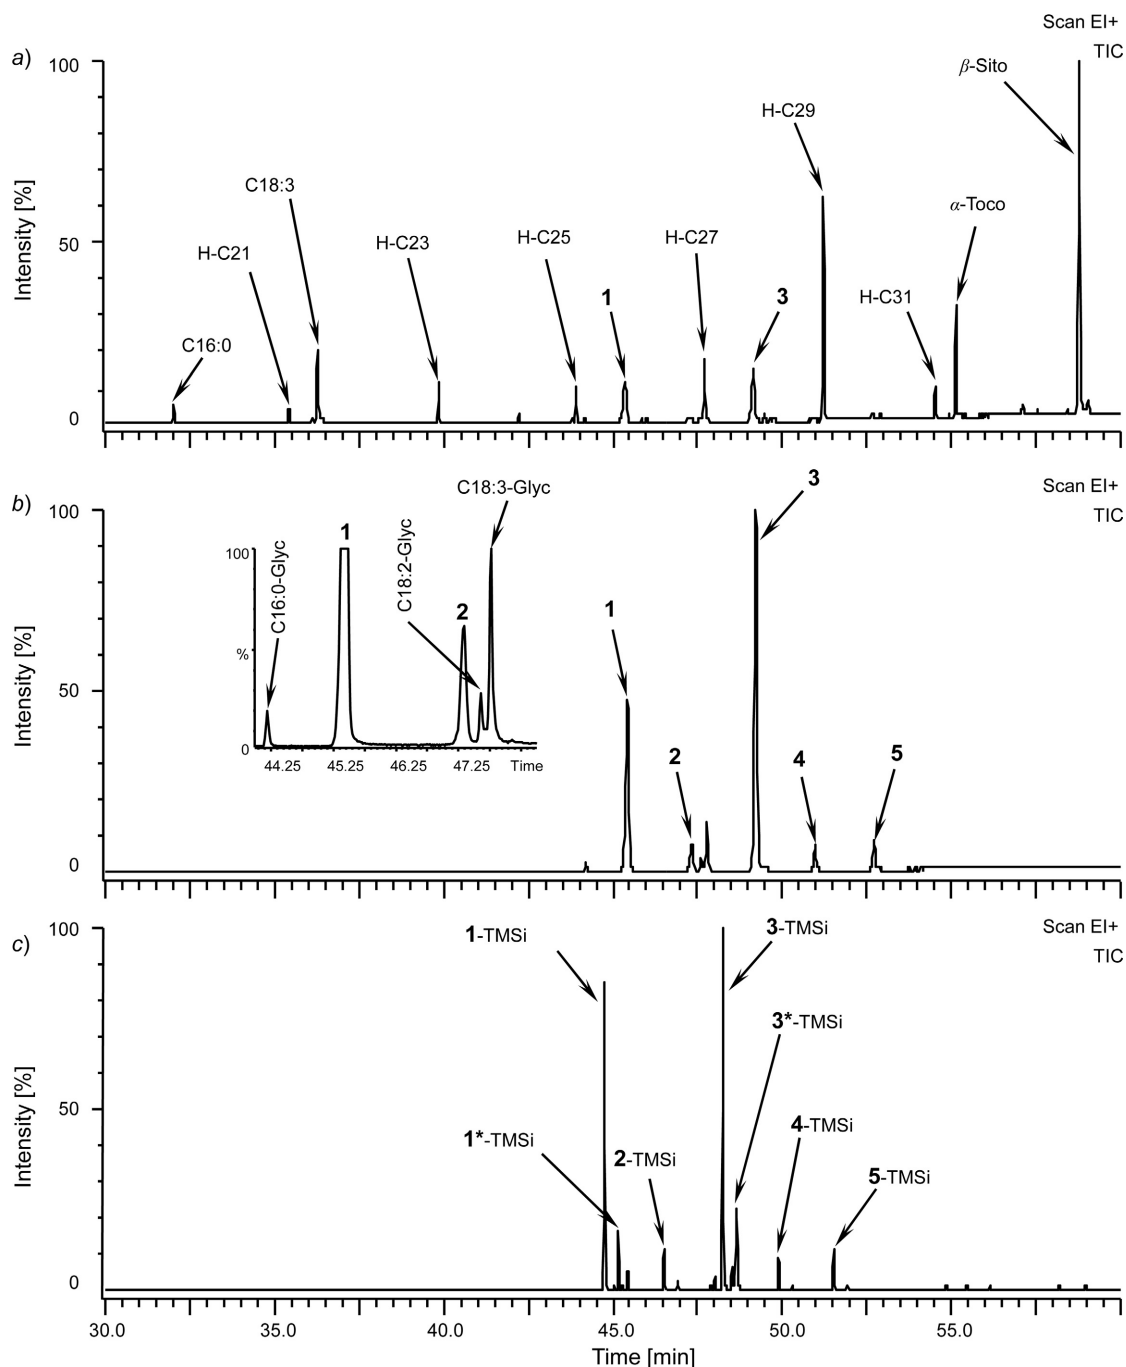 Scan EI+
TIC
a)
100
β-Sito
H-C29
C18:3
α-Toco
H-C23
H-C25
H-C27
H-C21
50
Intensity [%]
1
3
H-C31
C16:0
0
b)
Scan EI+
TIC
3
C18:3-Glyc
100
1
C18:2-Glyc
C16:0-Glyc
100
2
1
%
Intensity [%]
50
0
44.25 45.25 46.25 47.25 Time
2
4
5
0
c)
100
Scan EI+
TIC
1-TMSi
3-TMSi
3*-TMSi
Intensity [%]
50
4-TMSi
1*-TMSi
2-TMSi
5-TMSi
0
30.0 35.0 40.0 45.0 50.0 55.0
Time [min]